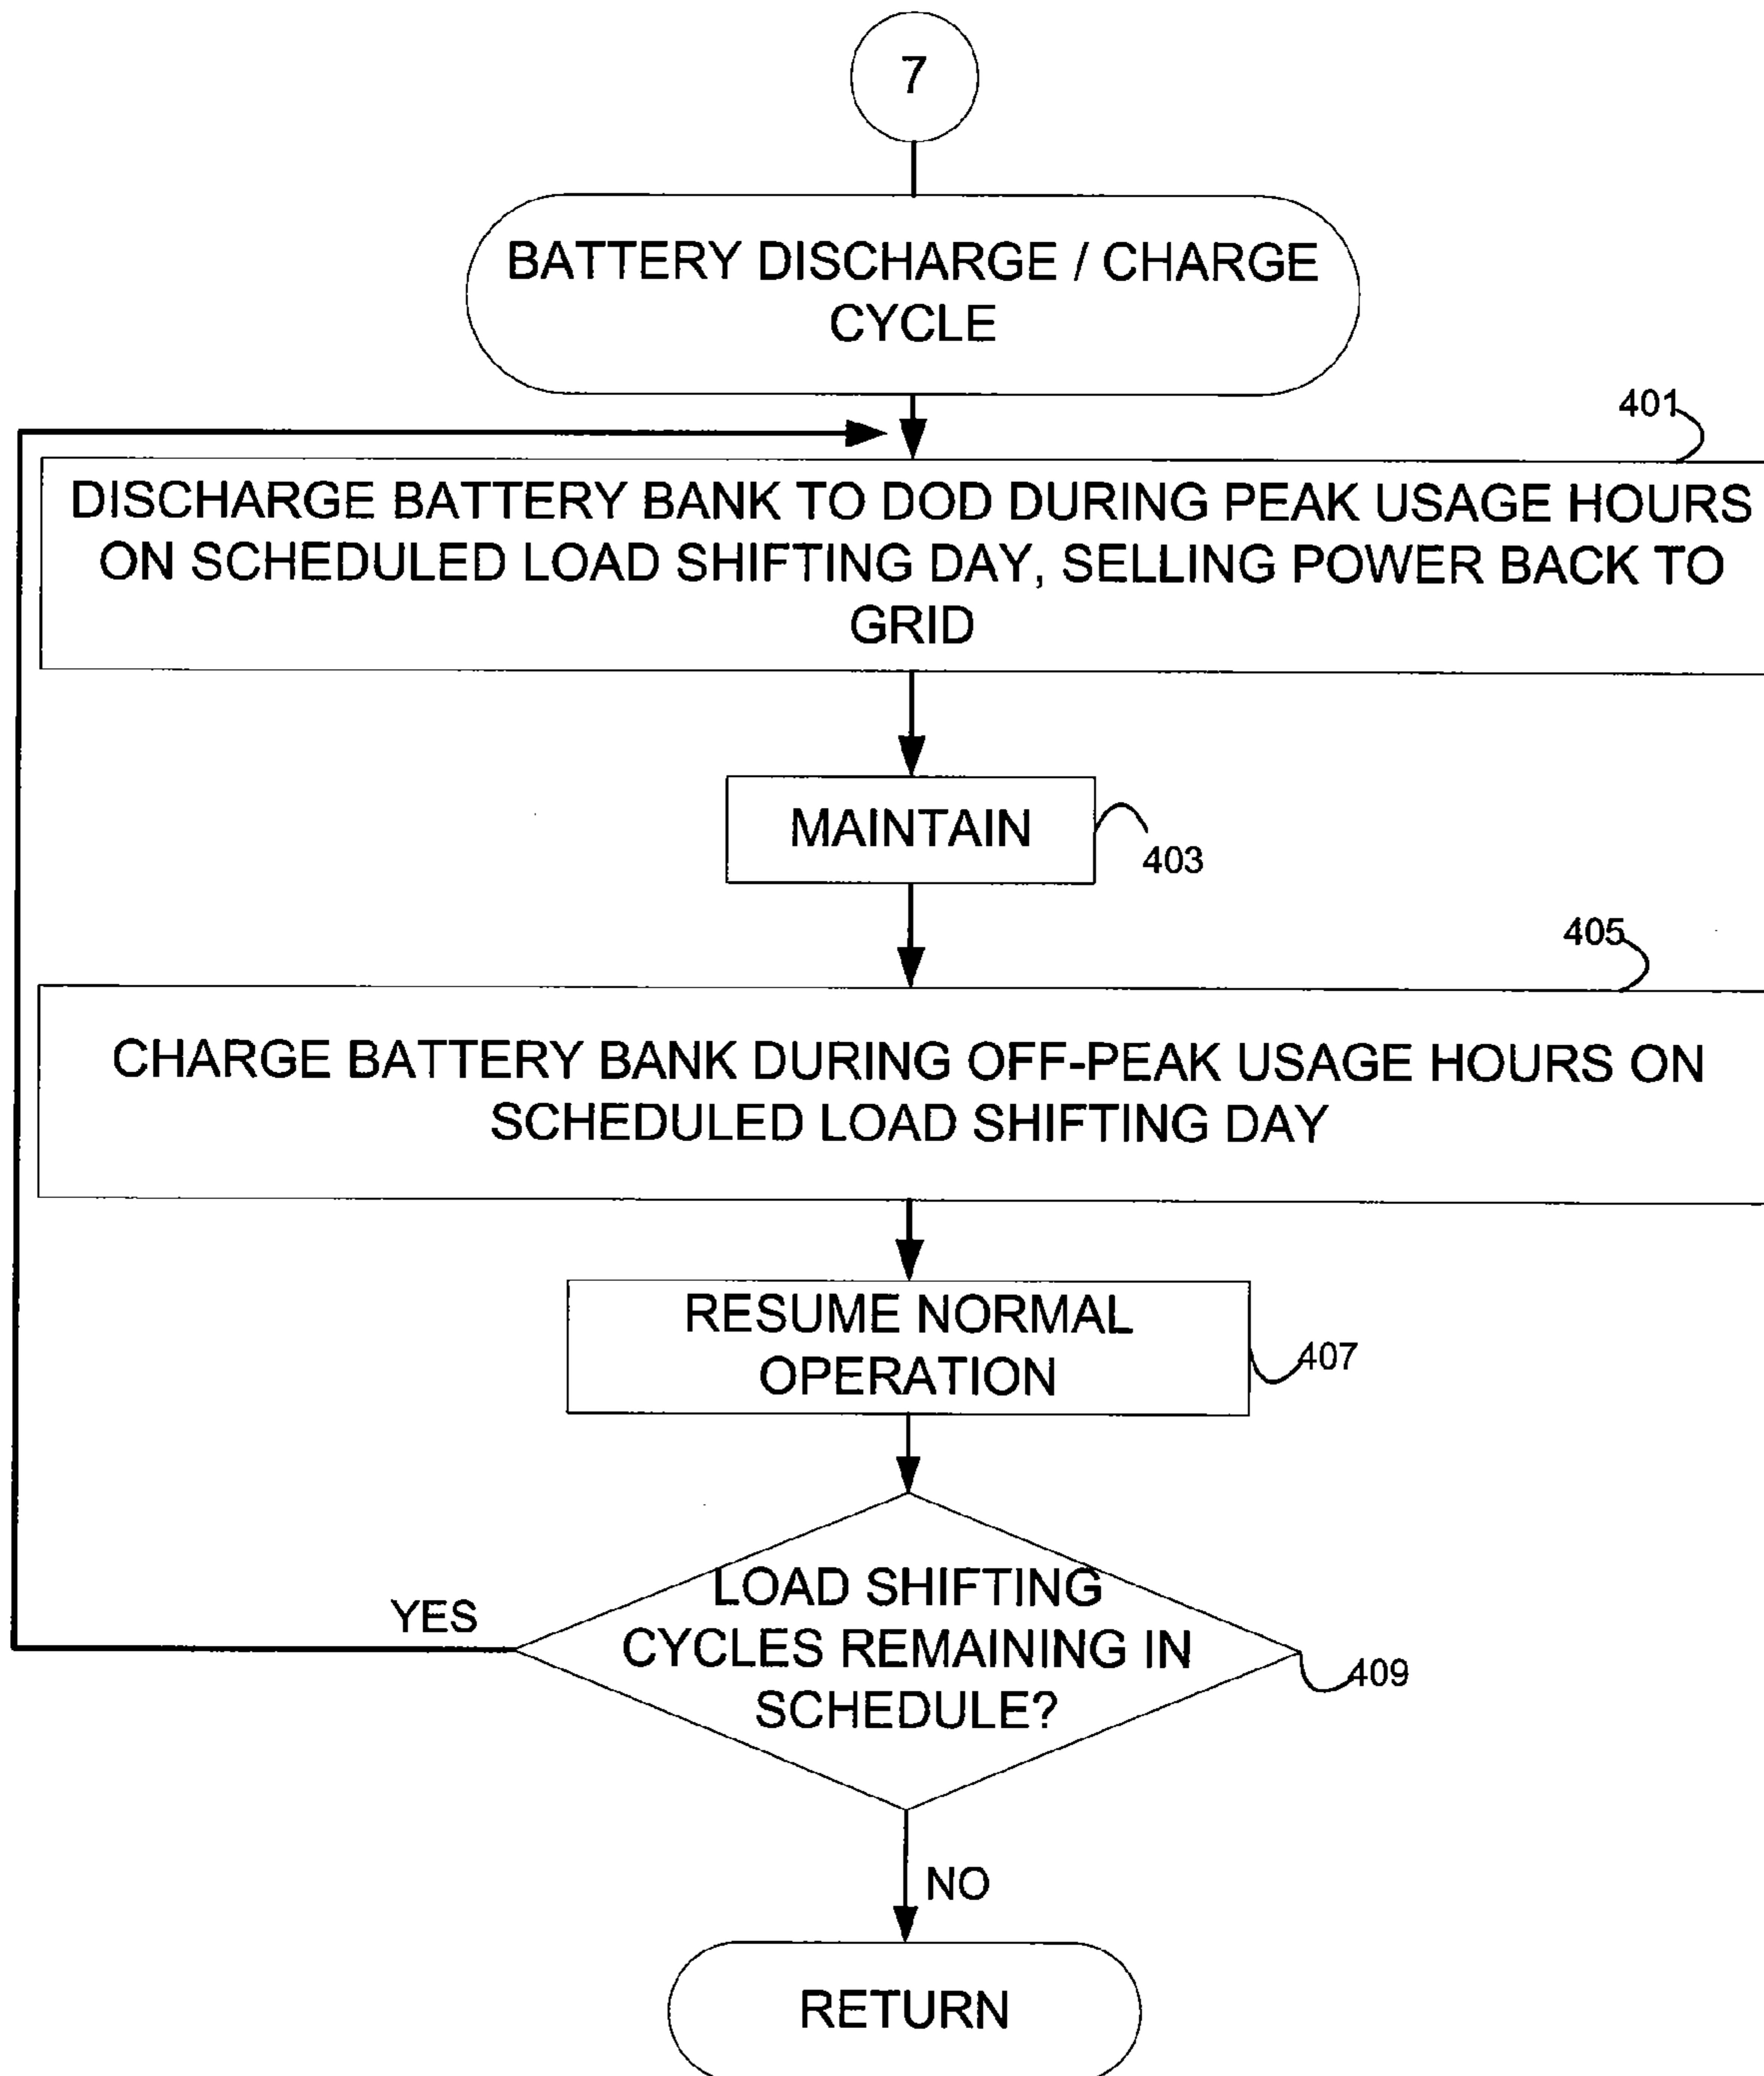 7
BATTERY DISCHARGE / CHARGE
CYCLE
401
DISCHARGE BATTERY BANK TO DOD DURING PEAK USAGE HOURS
ON SCHEDULED LOAD SHIFTING DAY, SELLING POWER BACK TO
GRID
MAINTAIN
403
405
CHARGE BATTERY BANK DURING OFF-PEAK USAGE HOURS ON
SCHEDULED LOAD SHIFTING DAY
RESUME NORMAL
OPERATION
407
LOAD SHIFTING
CYCLES REMAINING IN
SCHEDULE?
YES
409
NO
RETURN